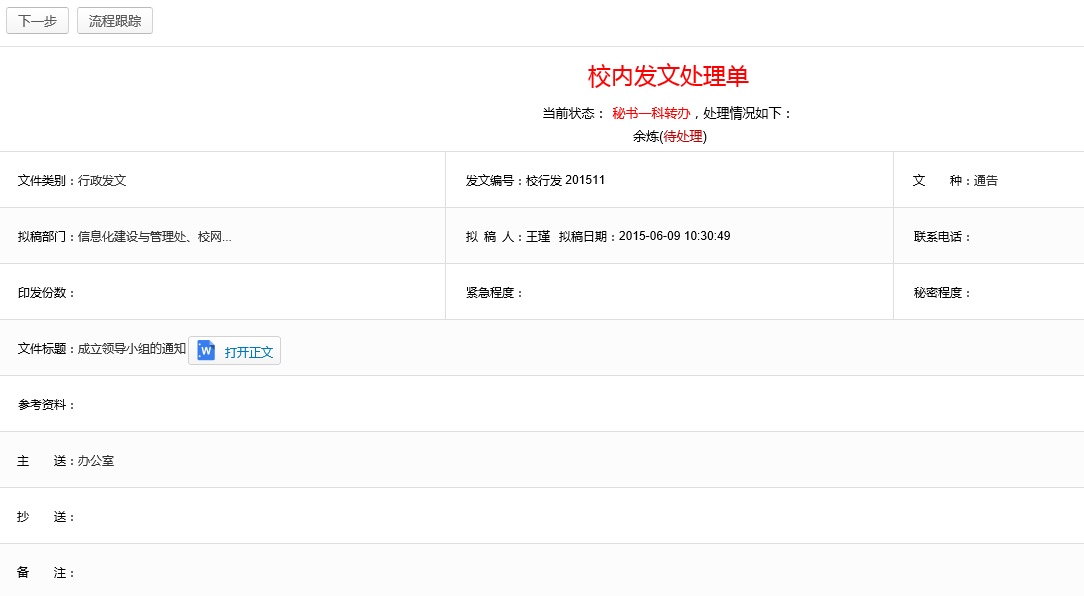 下一步 流程跟踪
校内发文处理单
当前状态： 秘书一科转办，处理情况如下：
余炼(待处理)
文件类别：行政发文 发文编号：校行发 201511 文 种：通告
拟稿部门：信息化建设与管理处、校网... 拟 稿 人：王瑾 拟稿日期：2015-06-09 10:30:49 联系电话：
印发份数： 紧急程度： 秘密程度：
文件标题：成立领导小组的通知 W 打开正文
参考资料：
主 送：办公室
抄 送：
备 注：